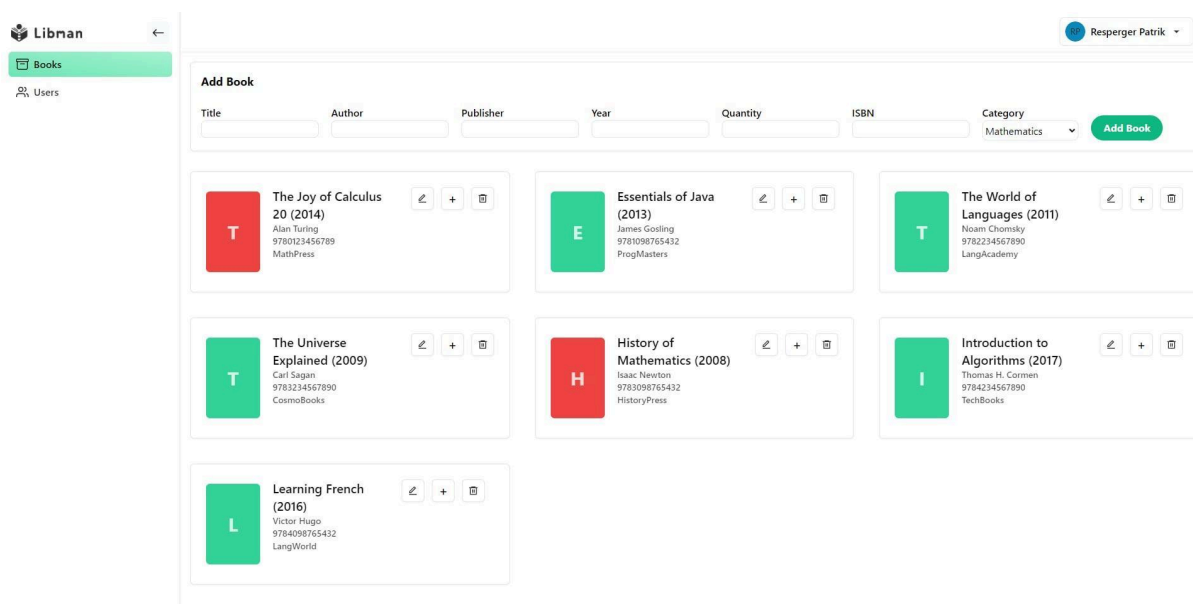 Libman
Resperger Patrik
RP
Books
Users
Add Book
Title
Author
Publisher
Year
Quantity
ISBN
Category
Mathematics
Add Book
T
The Joy of Calculus
20 (2014)
Alan Turing
9780123456789
MathPress
E
Essentials of Java
(2013)
James Gosling
9781098765432
ProgMasters
T
The World of
Languages (2011)
Noam Chomsky
9782234567890
LangAcademy
T
The Universe
Explained (2009)
Carl Sagan
9783234567890
CosmoBooks
H
History of
Mathematics (2008)
Isaac Newton
9783098765432
HistoryPress
I
Introduction to
Algorithms (2017)
Thomas H. Cormen
9784234567890
TechBooks
L
Learning French
(2016)
Victor Hugo
9784098765432
LangWorld